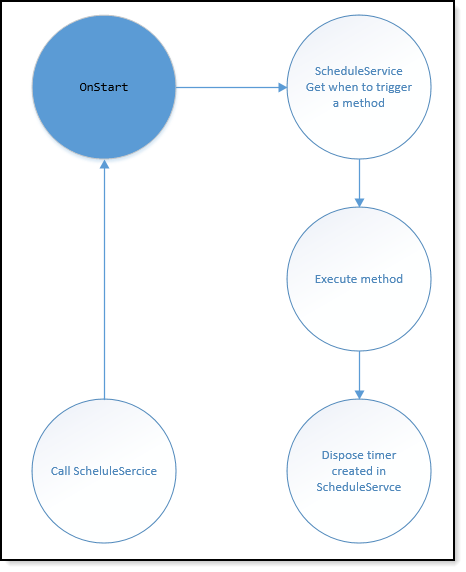 OnStart
ScheduleService
Get when to trigger
a method
Execute method
Call ScheluleSercice
Dispose timer
created in
ScheduleServce